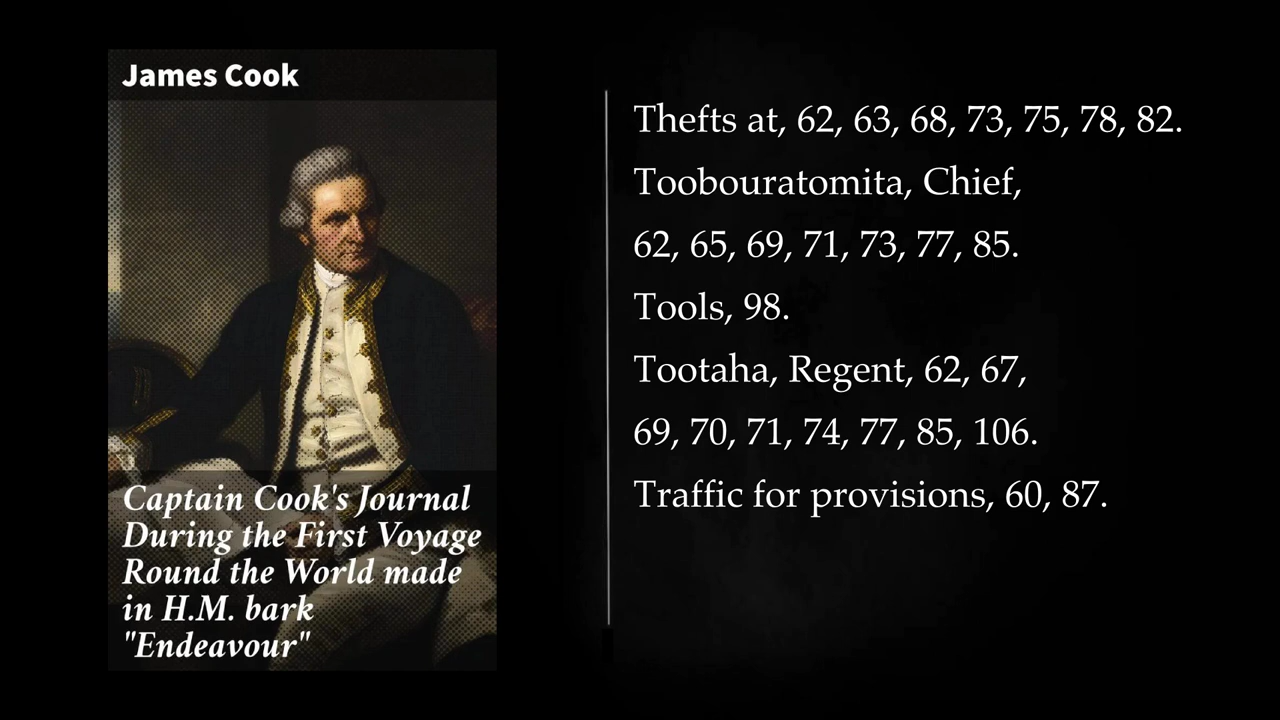 James Cook
Captain Cook's Journal
During the First Voyage
Round the World made
in H.M. bark
"Endeavour"
Thefts at, 62, 63, 68, 73, 75, 78, 82.
Toobouratomita, Chief,
62, 65, 69, 71, 73, 77, 85.
Tools, 98.
Tootaha, Regent, 62, 67,
69, 70, 71, 74, 77, 85, 106.
Traffic for provisions, 60, 87.